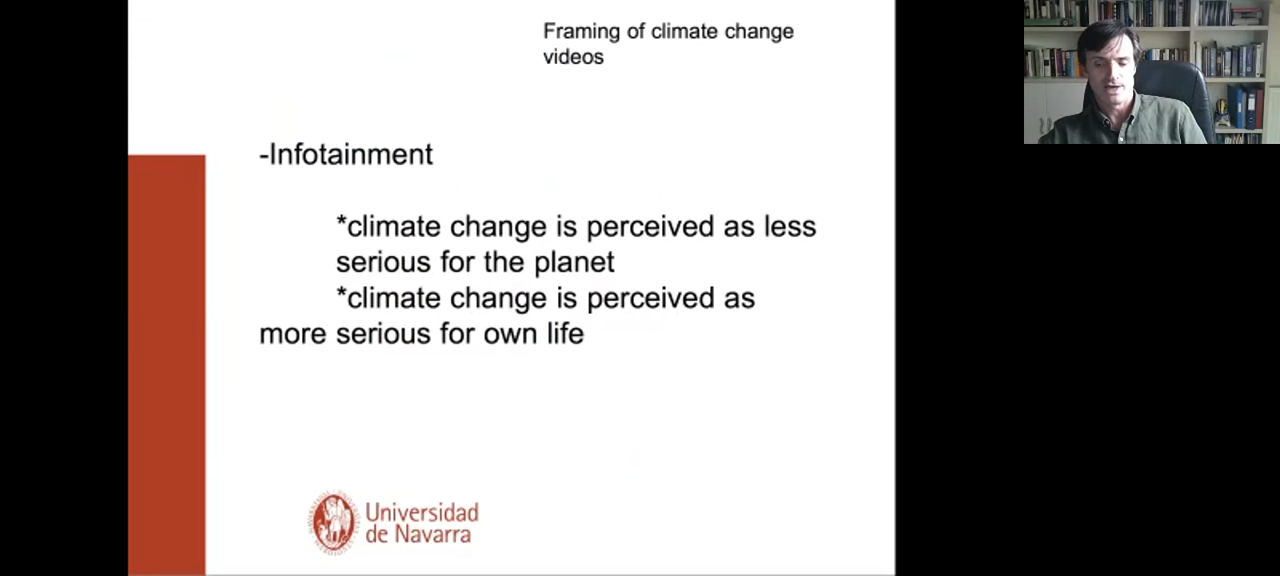 Framing of climate change
videos
-Infotainment
*climate change is perceived as less
serious for the planet
*climate change is perceived as
more serious for own life
Universidad
de Navarra